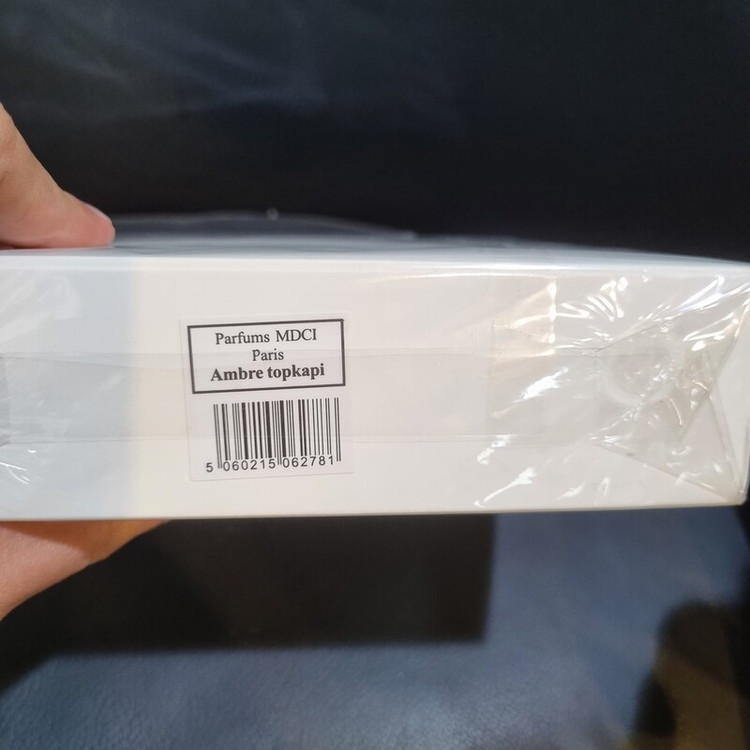 Parfums MDCI
Paris
Ambre topkapi
5 060215 062781